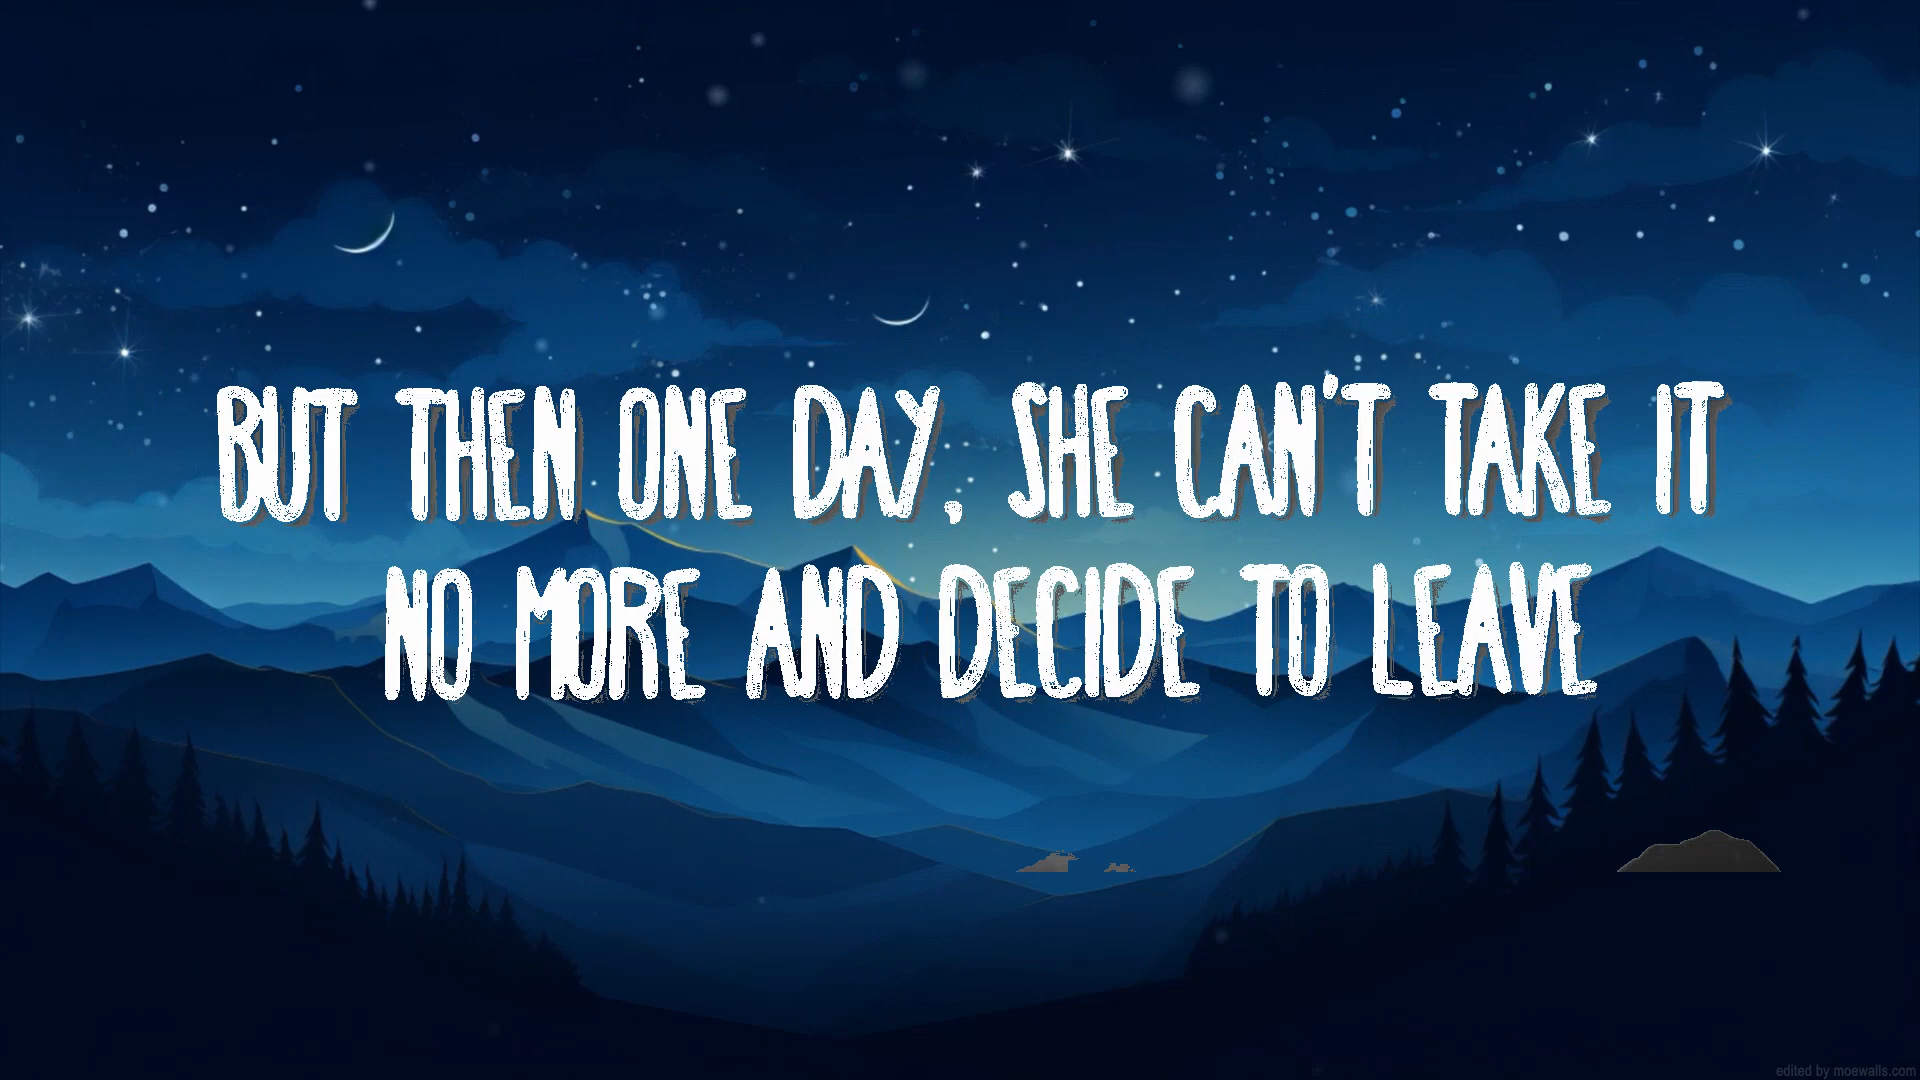 BUT THEN ONE DAY, SHE CAN'T TAKE IT
NO MORE AND DECIDE TO LEAVE
edited by moewalls.com